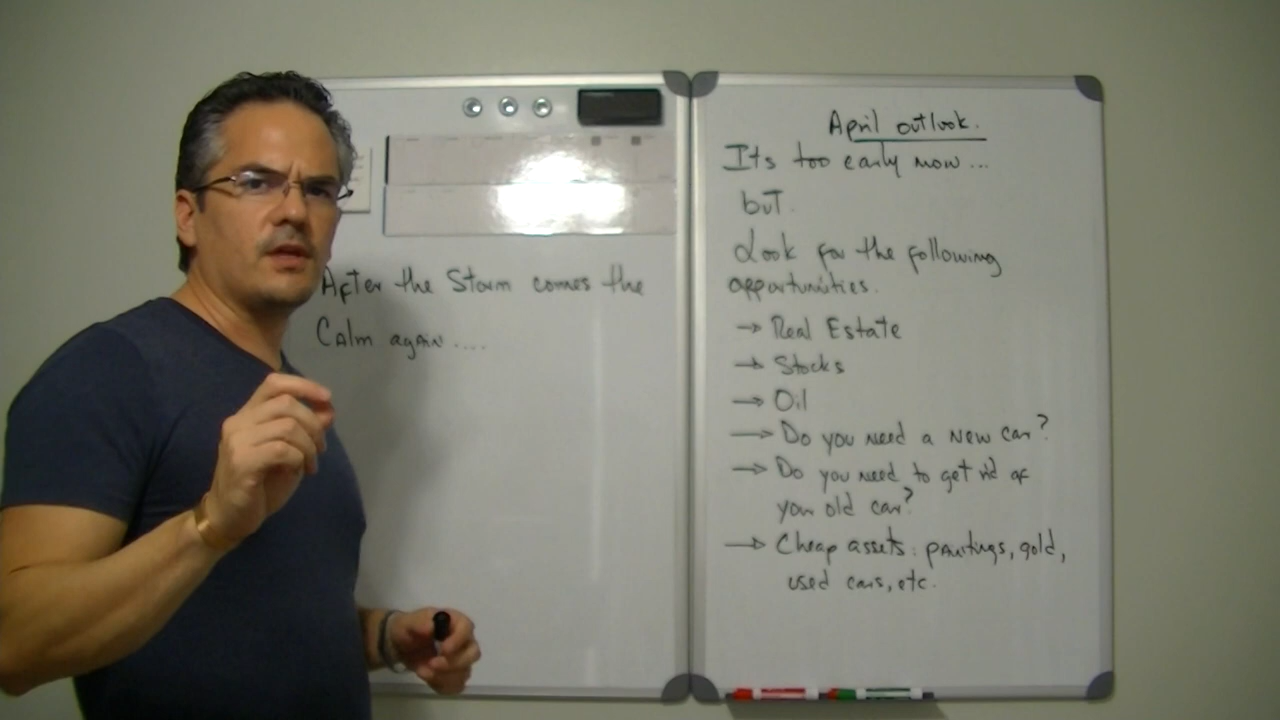 After the Storm comes the
Calm again....
April outlook.
It's too early now...
but.
Look for the following
opportunities.
→ Real Estate
→ Stocks
→ Oil
→ Do you need a new car?
→ Do you need to get rid of
your old car?
→ Cheap assets: paintings, gold,
used cars, etc.